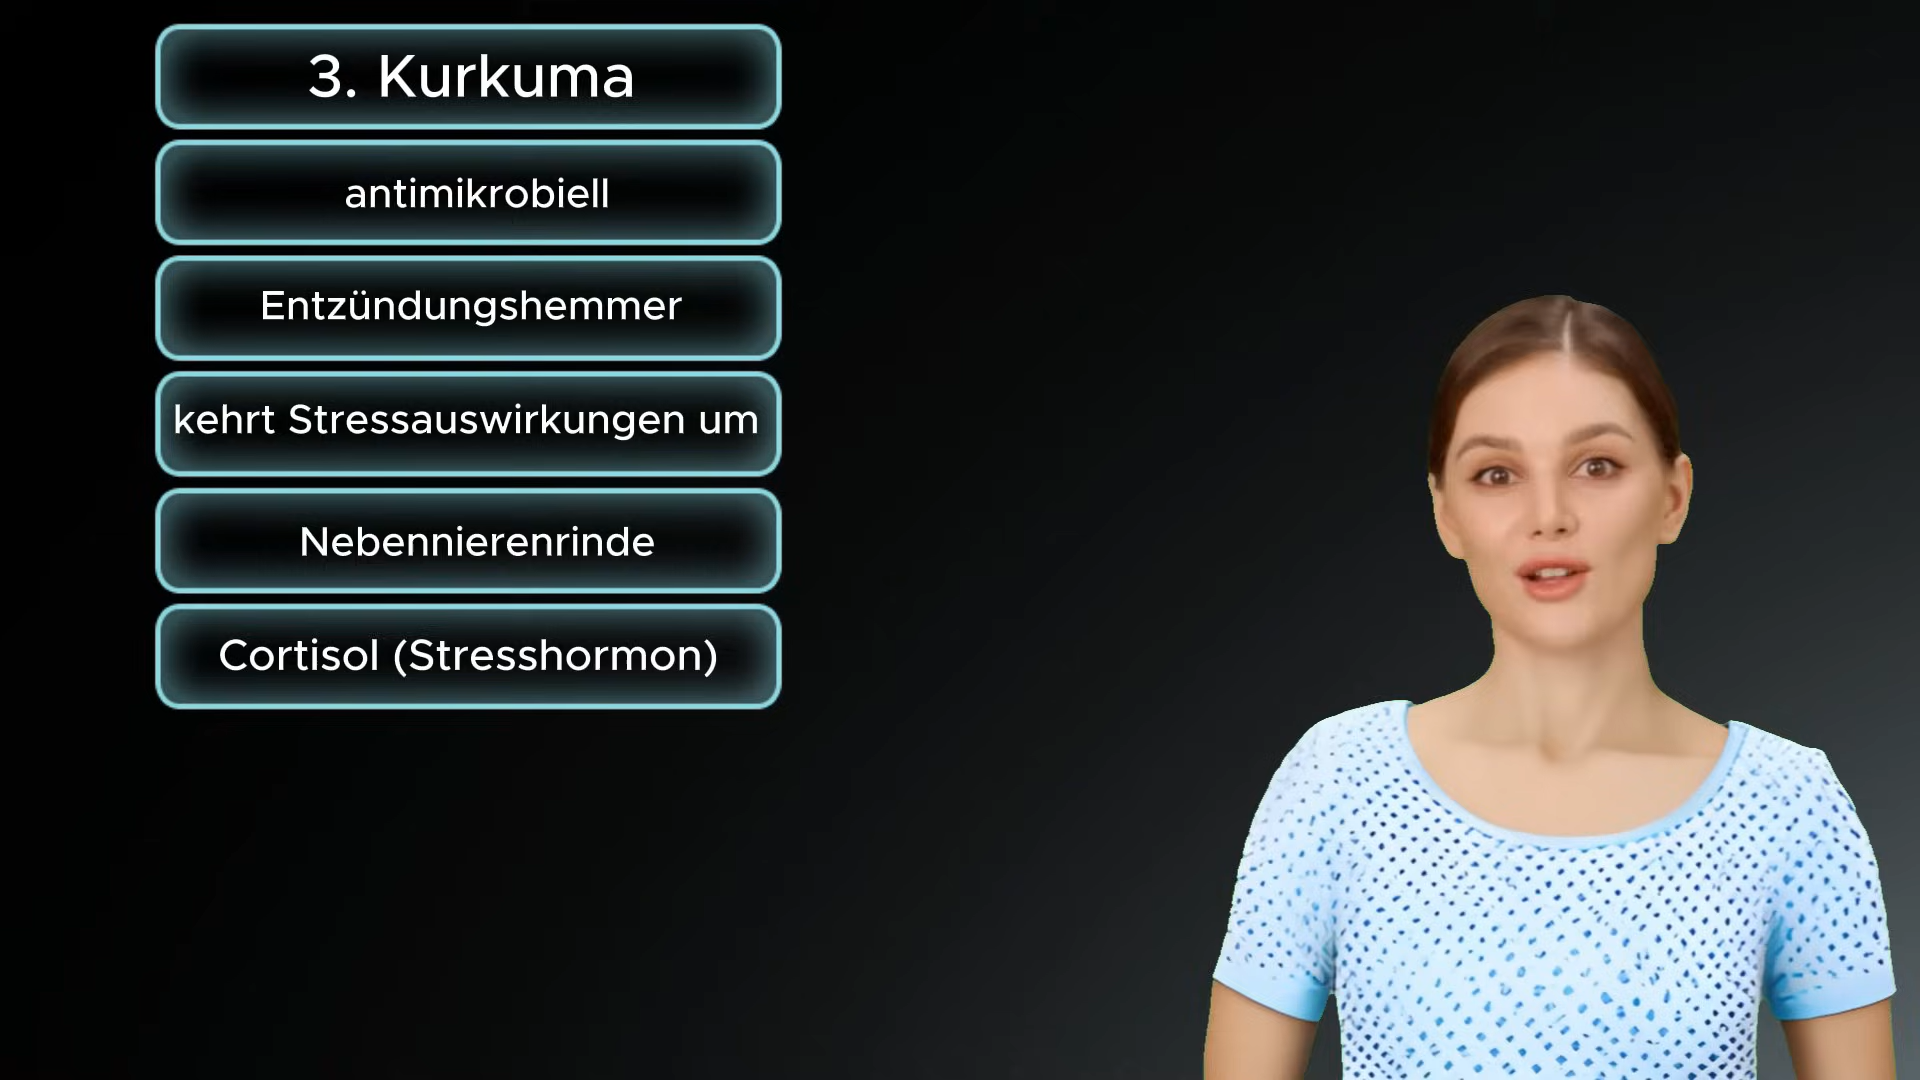 3. Kurkuma
antimikrobiell
Entzündungshemmer
kehrt Stressauswirkungen um
Nebennierenrinde
Cortisol (Stresshormon)